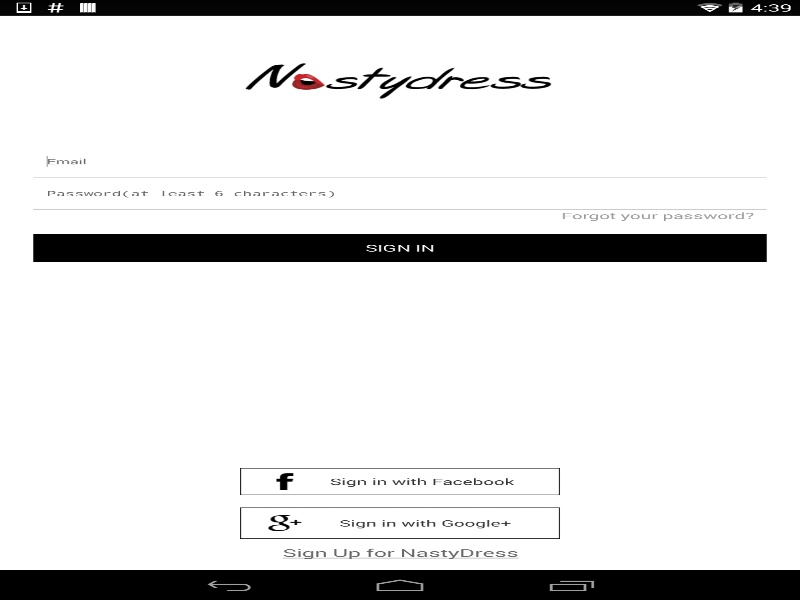 4:39
Nastydress
Email
Password(at least 6 characters)
Forgot your password?
SIGN IN
f Sign in with Facebook
g+ Sign in with Google+
Sign Up for NastyDress